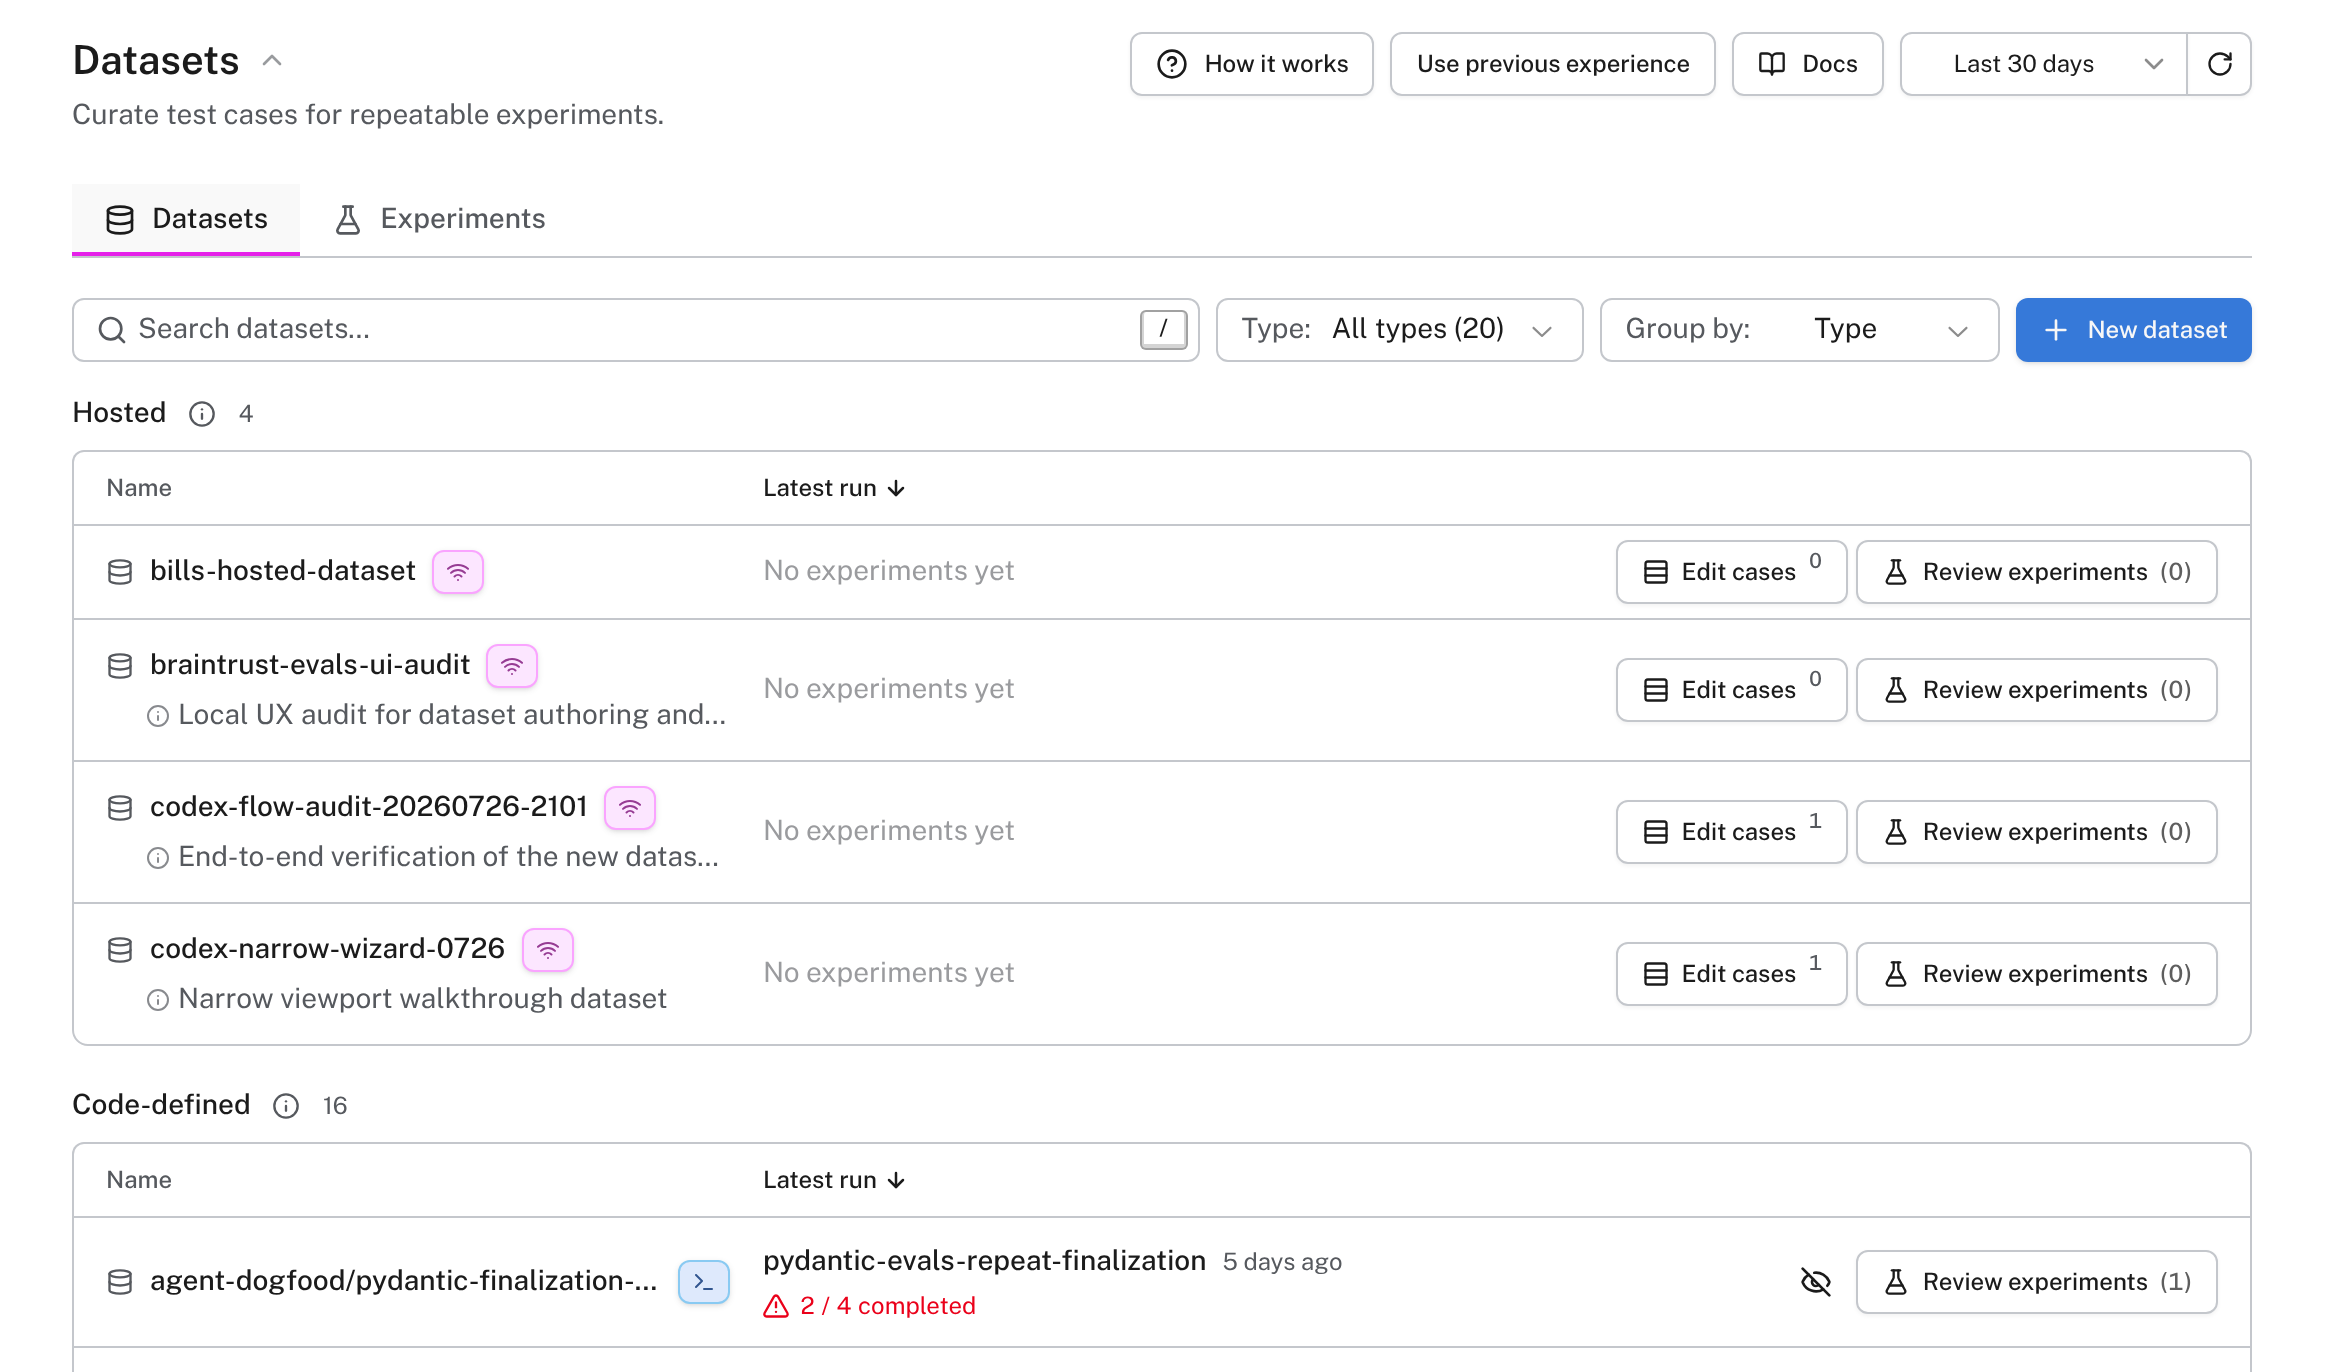 Datasets
How it works
Use previous experience
Docs
Last 30 days
Curate test cases for repeatable experiments.
Datasets
Experiments
Search datasets...
/
Type: All types (20)
Group by: Type
New dataset
Hosted 4
Name
Latest run
bills-hosted-dataset
No experiments yet
Edit cases 0
Review experiments (0)
braintrust-evals-ui-audit
Local UX audit for dataset authoring and...
No experiments yet
Edit cases 0
Review experiments (0)
codex-flow-audit-20260726-2101
End-to-end verification of the new datas...
No experiments yet
Edit cases 1
Review experiments (0)
codex-narrow-wizard-0726
Narrow viewport walkthrough dataset
No experiments yet
Edit cases 1
Review experiments (0)
Code-defined 16
Name
Latest run
agent-dogfood/pydantic-finalization-...
pydantic-evals-repeat-finalization 5 days ago
2 / 4 completed
Review experiments (1)